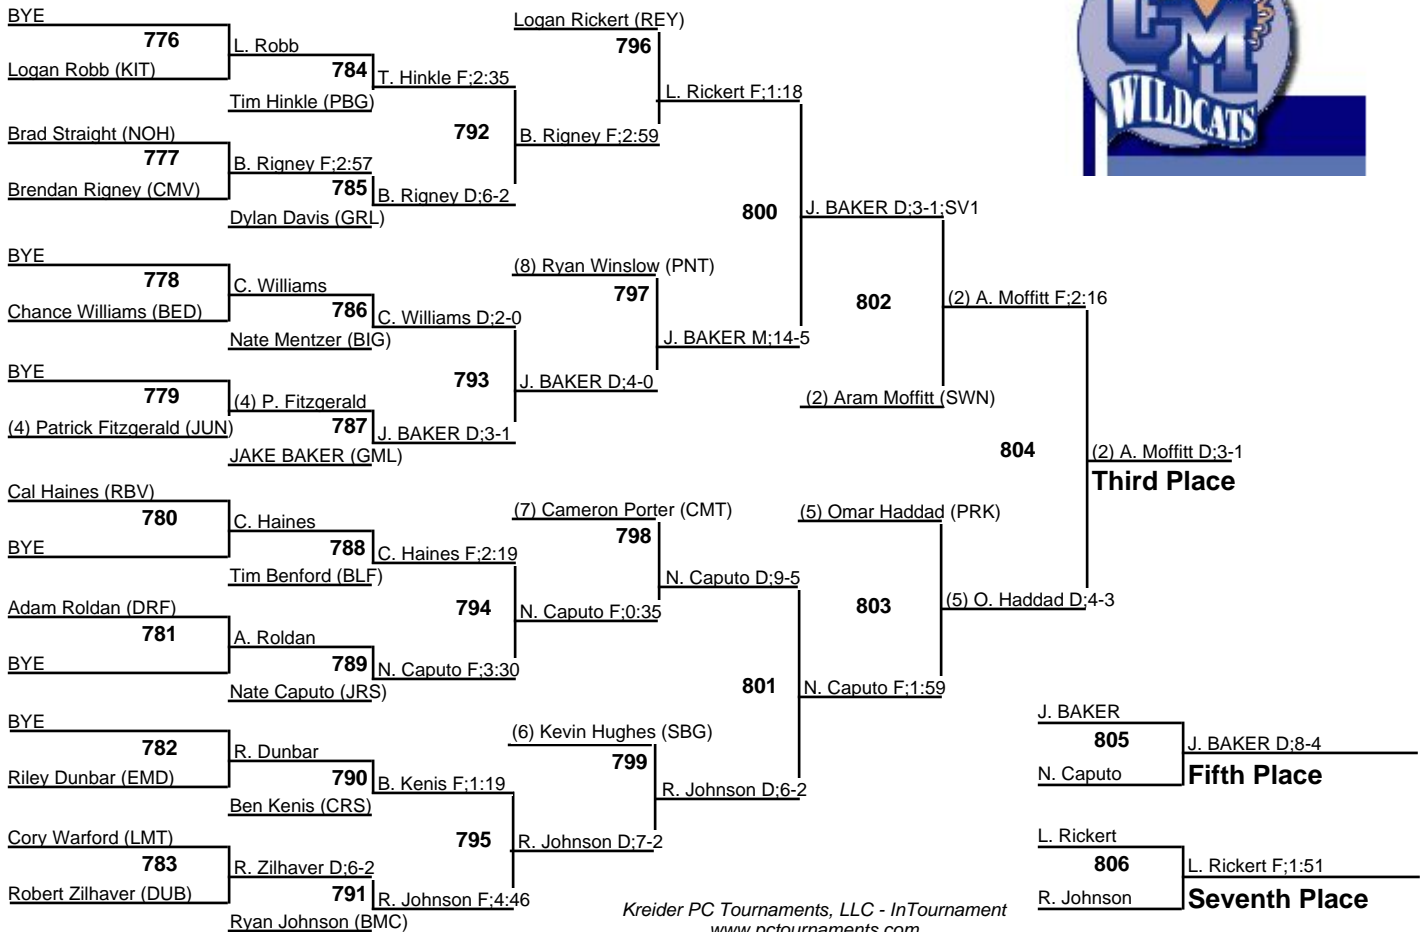 BYE
776
Logan Robb (KIT)
L. Robb
784
Tim Hinkle (PBG)
T. Hinkle F;2:35
Brad Straight (NOH)
777
Brendan Rigney (CMV)
B. Rigney F;2:57
785
Dylan Davis (GRL)
B. Rigney D;6-2
792
B. Rigney F;2:59
Logan Rickert (REY)
796
L. Rickert F;1:18
BYE
778
Chance Williams (BED)
C. Williams
786
Nate Mentzer (BIG)
C. Williams D;2-0
BYE
779
(4) Patrick Fitzgerald (JUN)
(4) P. Fitzgerald
787
JAKE BAKER (GML)
J. BAKER D;3-1
793
J. BAKER D;4-0
(8) Ryan Winslow (PNT)
797
J. BAKER M;14-5
800
J. BAKER D;3-1;SV1
802
(2) Aram Moffitt (SWN)
(2) A. Moffitt F;2:16
Cal Haines (RBV)
780
BYE
C. Haines
788
Tim Benford (BLF)
C. Haines F;2:19
Adam Roldan (DRF)
781
BYE
A. Roldan
789
Nate Caputo (JRS)
N. Caputo F;3:30
794
N. Caputo F;0:35
(7) Cameron Porter (CMT)
798
N. Caputo D;9-5
BYE
782
Riley Dunbar (EMD)
R. Dunbar
790
Ben Kenis (CRS)
B. Kenis F;1:19
Cory Warford (LMT)
783
Robert Zilhaver (DUB)
R. Zilhaver D;6-2
791
Ryan Johnson (BMC)
R. Johnson F;4:46
795
R. Johnson D;7-2
(6) Kevin Hughes (SBG)
799
R. Johnson D;6-2
801
N. Caputo F;1:59
(5) Omar Haddad (PRK)
803
(5) O. Haddad D;4-3
804
(2) A. Moffitt D;3-1
Third Place
J. BAKER
805
N. Caputo
J. BAKER D;8-4
Fifth Place
L. Rickert
806
R. Johnson
L. Rickert F;1:51
Seventh Place
CM
WILDCATS
Kreider PC Tournaments, LLC - InTournament
www.pctournaments.com